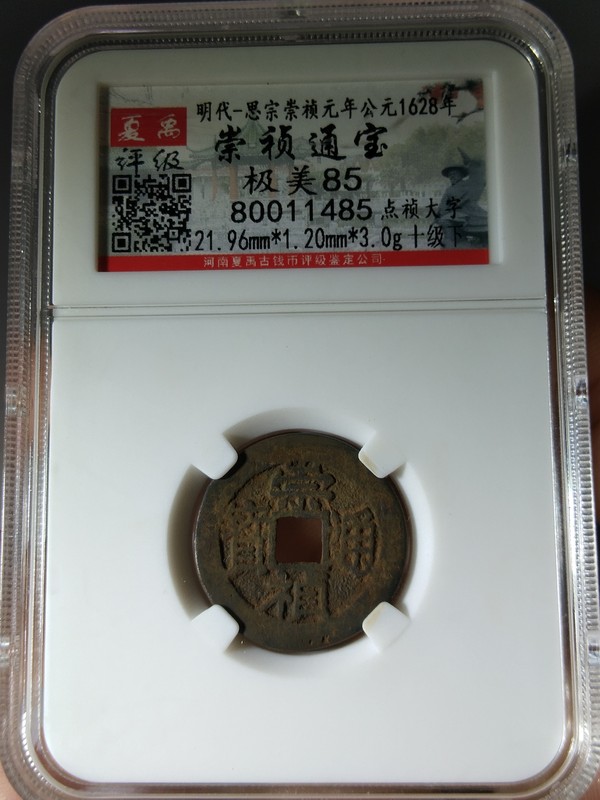 明代-思宗崇祯元年公元1628年
夏禹
评级
崇祯通宝
极美85
80011485 点祯大字
21.96mm*1.20mm*3.0g 十级下
河南夏禹古钱币评级鉴定公司
崇
禎
通
寳